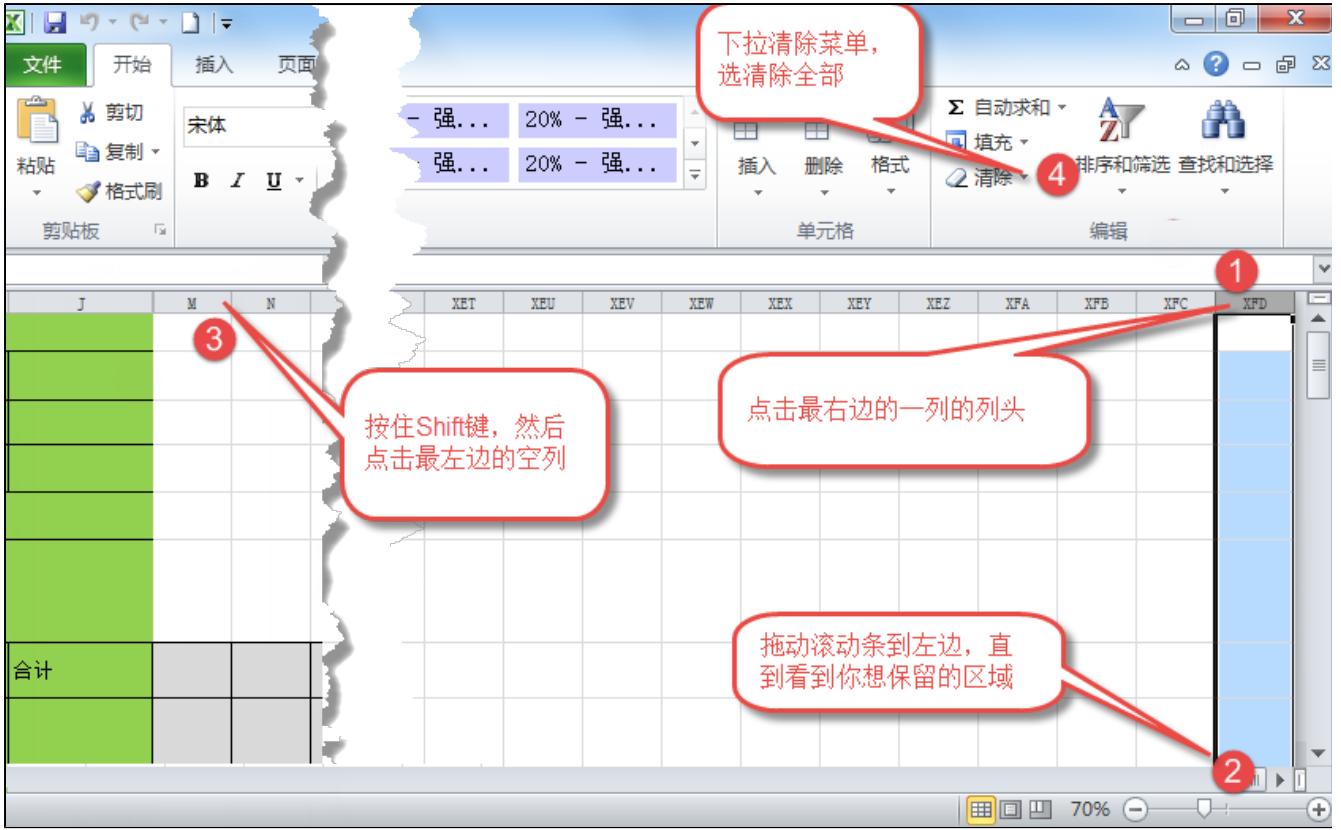 下拉清除菜单，
选清除全部
文件
开始
插入
页面
剪切
复制
格式刷
粘贴
剪贴板
宋体
B I U
- 强... 20% - 强...
- 强... 20% - 强...
插入 删除 格式
单元格
Σ 自动求和
填充
清除
4
排序和筛选 查找和选择
编辑
1
J M N XET XEU XEV XEW XEX XEY XEZ XFA XFB XFC XFD
3
按住Shift键，然后
点击最左边的空列
点击最右边的一列的列头
拖动滚动条到左边，直
到看到你想保留的区域
合计
2
70%